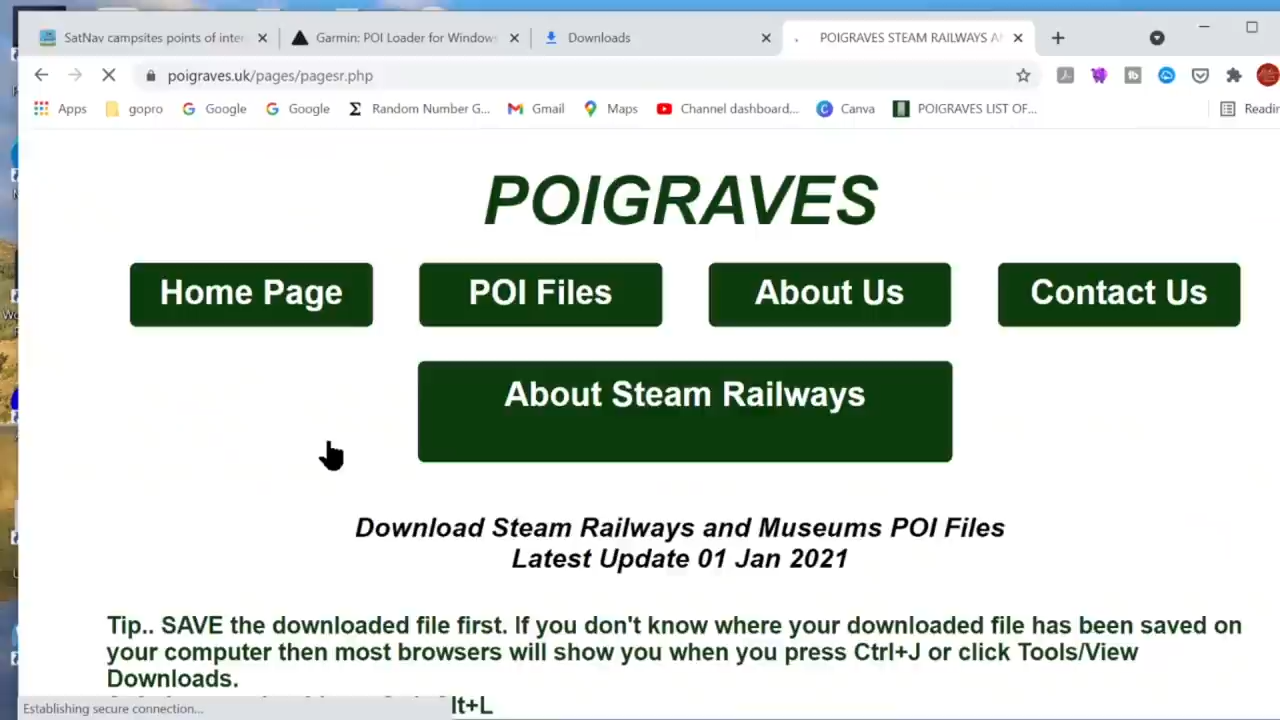 SatNav campsites points of inter
Garmin: POI Loader for Windows
Downloads
POIGRAVES STEAM RAILWAYS A
poigraves.uk/pages/pagesr.php
Apps gopro Google Google Random Number G... Gmail Maps Channel dashboard... Canva POIGRAVES LIST OF... Readin
POIGRAVES
Home Page
POI Files
About Us
Contact Us
About Steam Railways
Download Steam Railways and Museums POI Files
Latest Update 01 Jan 2021
Tip.. SAVE the downloaded file first. If you don't know where your downloaded file has been saved on
your computer then most browsers will show you when you press Ctrl+J or click Tools/View
Downloads.
lt+L
Establishing secure connection...